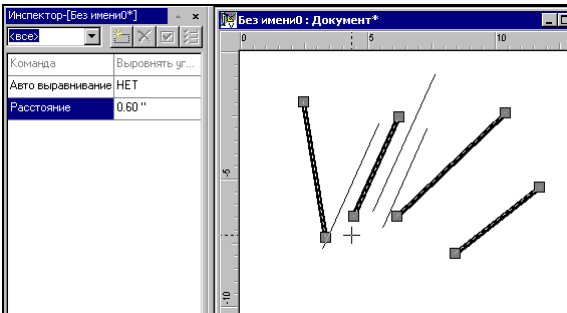 Инспектор-[Без имени0*]
<все>
Команда Выровнять уг...
Авто выравнивание НЕТ
Расстояние 0.60 "
Без имени0 : Документ*
0 5 10
-5
-10